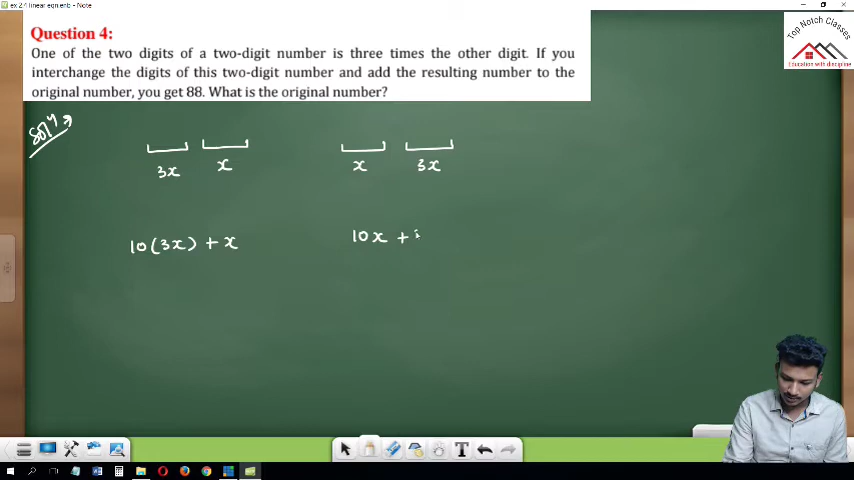 ex 2.4 linear eqn.enb - Note
Top Notch Classes
Education with discipline
Question 4:
One of the two digits of a two-digit number is three times the other digit. If you
interchange the digits of this two-digit number and add the resulting number to the
original number, you get 88. What is the original number?
Solⁿ →
3x x x 3x
10(3x) + x 10x +